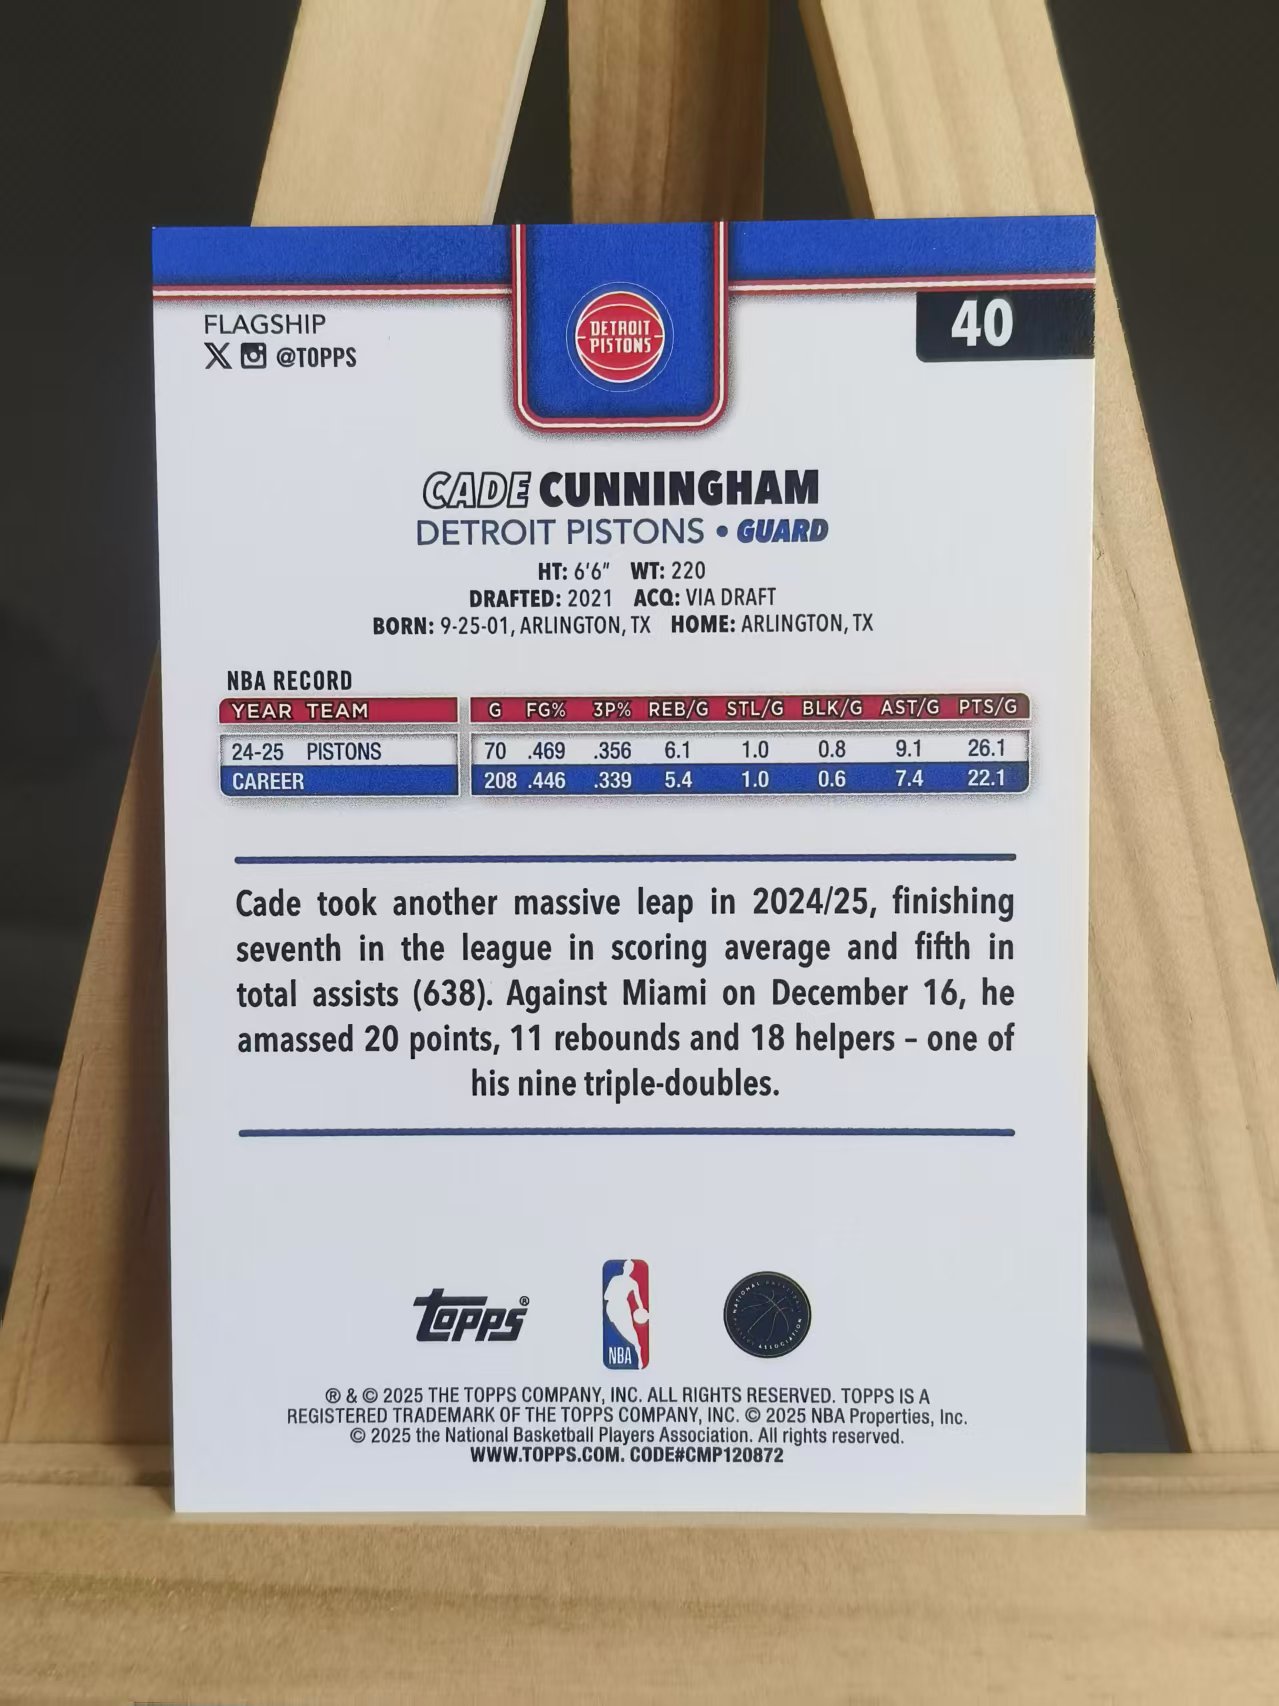 FLAGSHIP
X @TOPPS
DETROIT
PISTONS
40
CADE CUNNINGHAM
DETROIT PISTONS • GUARD
HT: 6'6" WT: 220
DRAFTED: 2021 ACQ: VIA DRAFT
BORN: 9-25-01, ARLINGTON, TX HOME: ARLINGTON, TX
NBA RECORD
YEAR TEAM G FG% 3P% REB/G STL/G BLK/G AST/G PTS/G
24-25 PISTONS 70 .469 .356 6.1 1.0 0.8 9.1 26.1
CAREER 208 .446 .339 5.4 1.0 0.6 7.4 22.1
Cade took another massive leap in 2024/25, finishing
seventh in the league in scoring average and fifth in
total assists (638). Against Miami on December 16, he
amassed 20 points, 11 rebounds and 18 helpers – one of
his nine triple-doubles.
TOPPS®
NBA
NATIONAL BASKETBALL PLAYERS ASSOCIATION
® & © 2025 THE TOPPS COMPANY, INC. ALL RIGHTS RESERVED. TOPPS IS A
REGISTERED TRADEMARK OF THE TOPPS COMPANY, INC. © 2025 NBA Properties, Inc.
© 2025 the National Basketball Players Association. All rights reserved.
WWW.TOPPS.COM. CODE#CMP120872